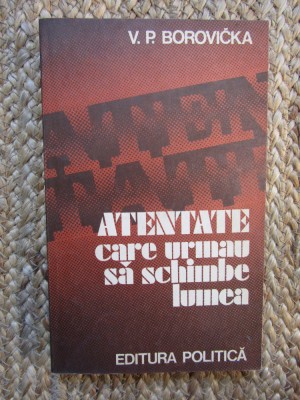 V. P. BOROVIČKA
ATENTATE
care urmau
să schimbe
lumea
EDITURA POLITICĂ